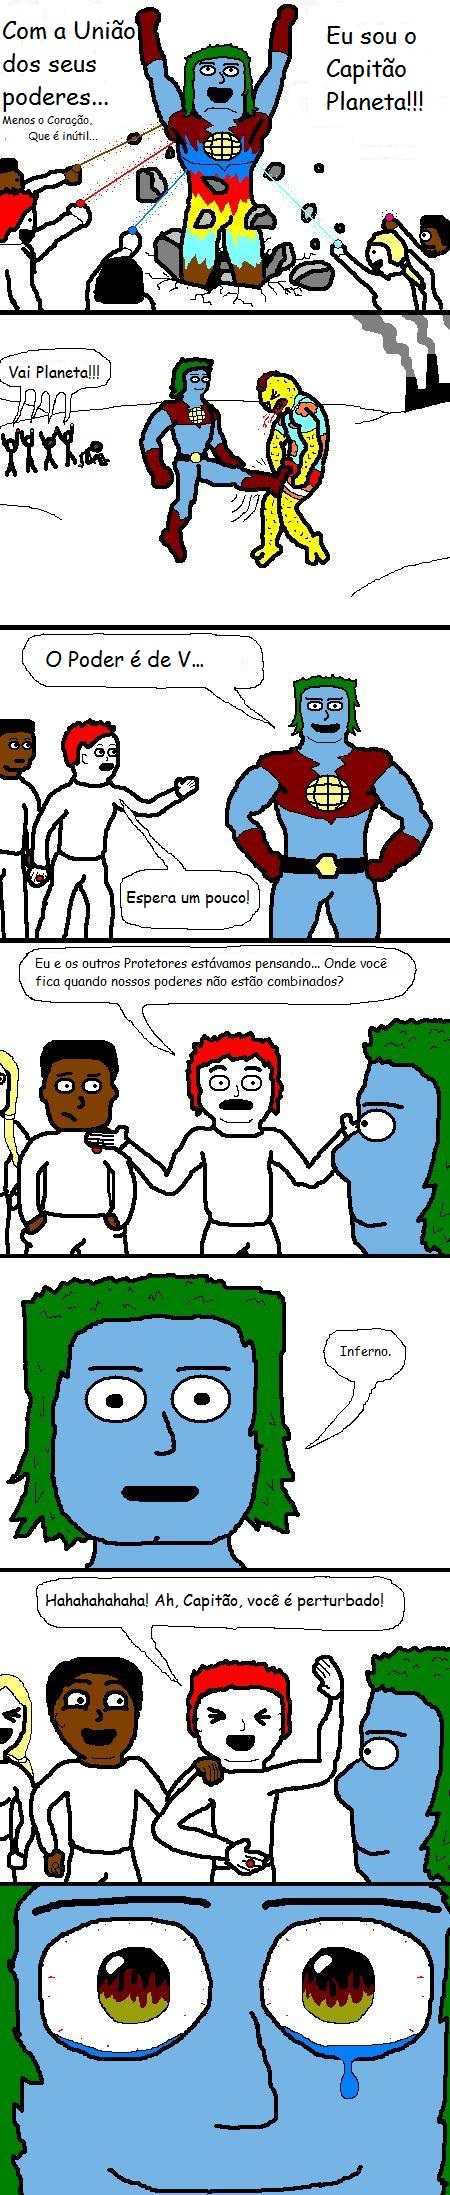 Com a União
dos seus
poderes...
Menos o Coração,
Que é inútil...
Eu sou o
Capitão
Planeta!!!
Vai Planeta!!!
O Poder é de V...
Espera um pouco!
Eu e os outros Protetores estávamos pensando... Onde você
fica quando nossos poderes não estão combinados?
Inferno.
Hahahahahaha! Ah, Capitão, você é perturbado!